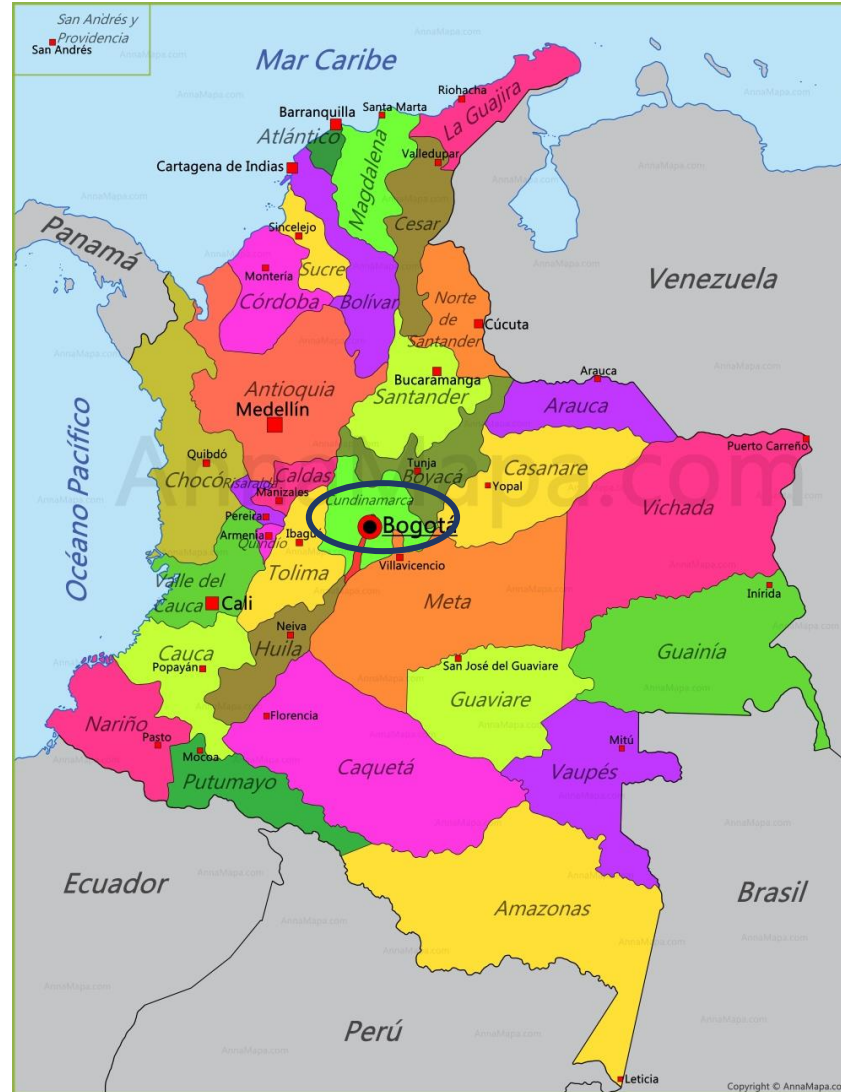 San Andrés y
Providencia
San Andrés
Mar Caribe
Riohacha
Santa Marta
La Guajira
Barranquilla
Atlántico
Magdalena
Valledupar
Cartagena de Indias
Cesar
Panamá
Sincelejo
Sucre
Montería
Córdoba
Bolívar
Norte
de
Santander
Cúcuta
Venezuela
Antioquia
Medellín
Bucaramanga
Santander
Arauca
Arauca
Puerto Carreño
Océano Pacífico
Quibdó
Chocó
Risaralda
Caldas
Manizales
Tunja
Boyacá
Casanare
Yopal
AnnaMapa.com
Vichada
Cundinamarca
Bogotá
Pereira
Armenia
Quindío
Ibagué
Tolima
Villavicencio
Valle del
Cauca
Cali
Meta
Inírida
Neiva
Huila
Cauca
Popayán
San José del Guaviare
Guaviare
Guainía
Nariño
Pasto
Florencia
Mocoa
Putumayo
Caquetá
Mitú
Vaupés
Ecuador
Amazonas
Brasil
Perú
Leticia
Copyright © AnnaMapa.co